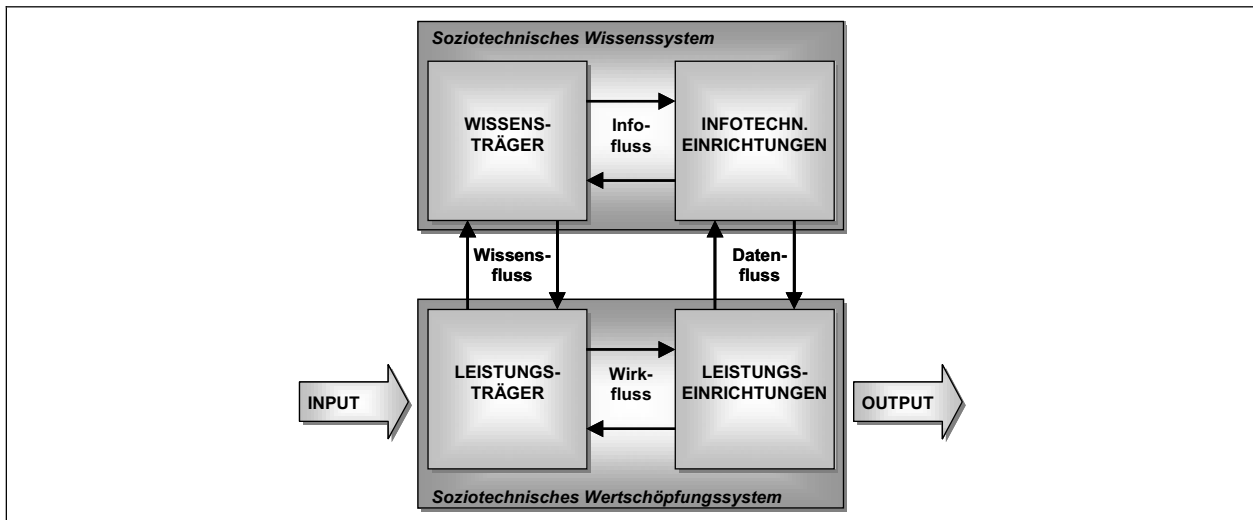 Soziotechnisches Wissenssystem
WISSENS-
TRÄGER
Info-
fluss
INFOTECHN.
EINRICHTUNGEN
Wissens-
fluss
Daten-
fluss
INPUT
LEISTUNGS-
TRÄGER
Wirk-
fluss
LEISTUNGS-
EINRICHTUNGEN
OUTPUT
Soziotechnisches Wertschöpfungssystem